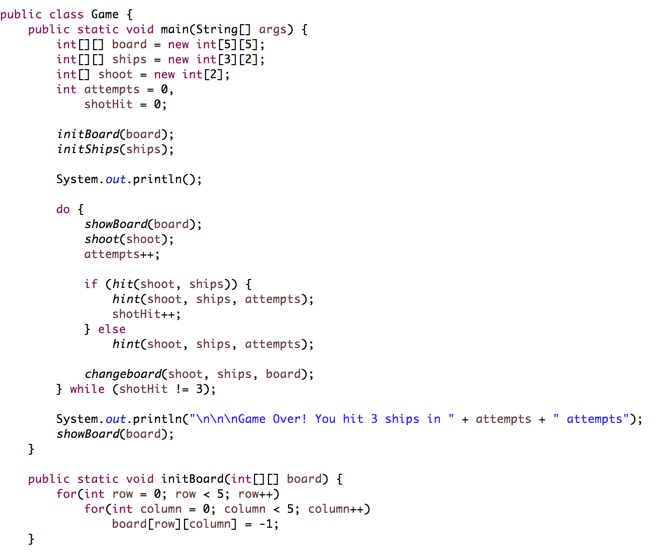 public class Game {
    public static void main(String[] args) {
        int[][] board = new int[5][5];
        int[][] ships = new int[3][2];
        int[] shoot = new int[2];
        int attempts = 0,
            shotHit = 0;

        initBoard(board);
        initShips(ships);

        System.out.println();

        do {
            showBoard(board);
            shoot(shoot);
            attempts++;

            if (hit(shoot, ships)) {
                hint(shoot, ships, attempts);
                shotHit++;
            } else
                hint(shoot, ships, attempts);

            changeboard(shoot, ships, board);
        } while (shotHit != 3);

        System.out.println("\n\n\nGame Over! You hit 3 ships in " + attempts + " attempts");
        showBoard(board);
    }

    public static void initBoard(int[][] board) {
        for(int row = 0; row < 5; row++)
            for(int column = 0; column < 5; column++)
                board[row][column] = -1;
    }